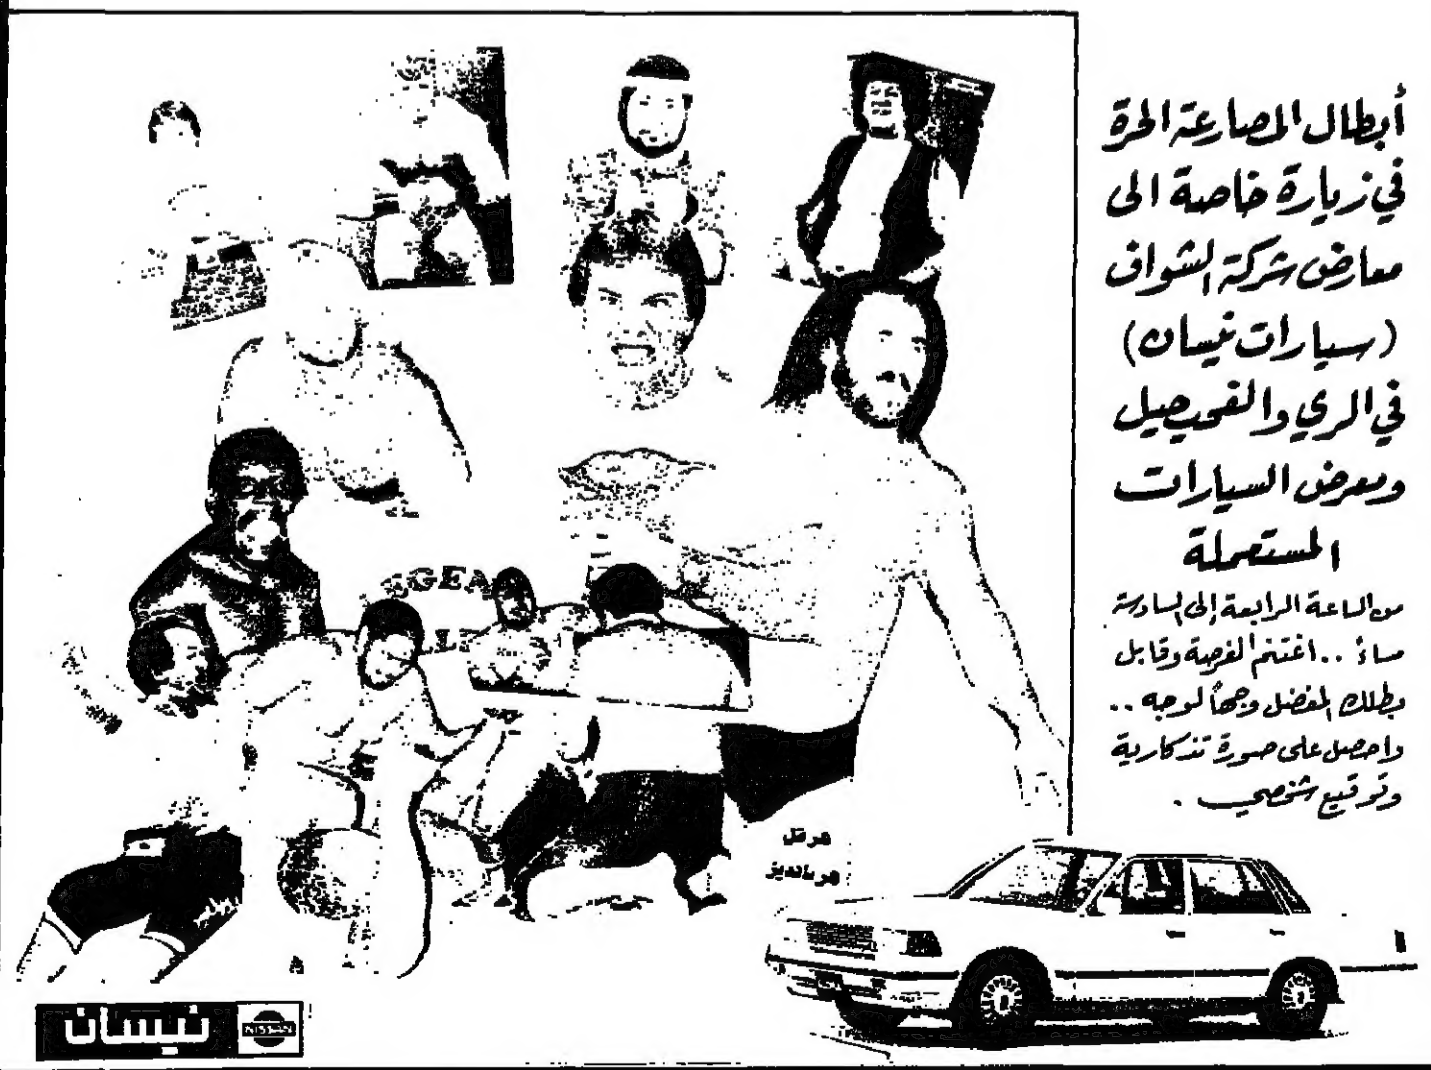 أبطال المصارعة الحرة
في زيارة خاصة الى
معارض شركة الشواف
(سيارات نيسان)
في الري والفحيحيل
ومعرض السيارات
المستعملة
من الساعة الرابعة إلى السادسة
مساءً .. اغتنم الفرصة وقابل
بطلك المفضل وجهاً لوجه ..
واحصل على صورة تذكارية
وتوقيع شخصي .
هرقل
هرنانديز
نيسان
NISSAN